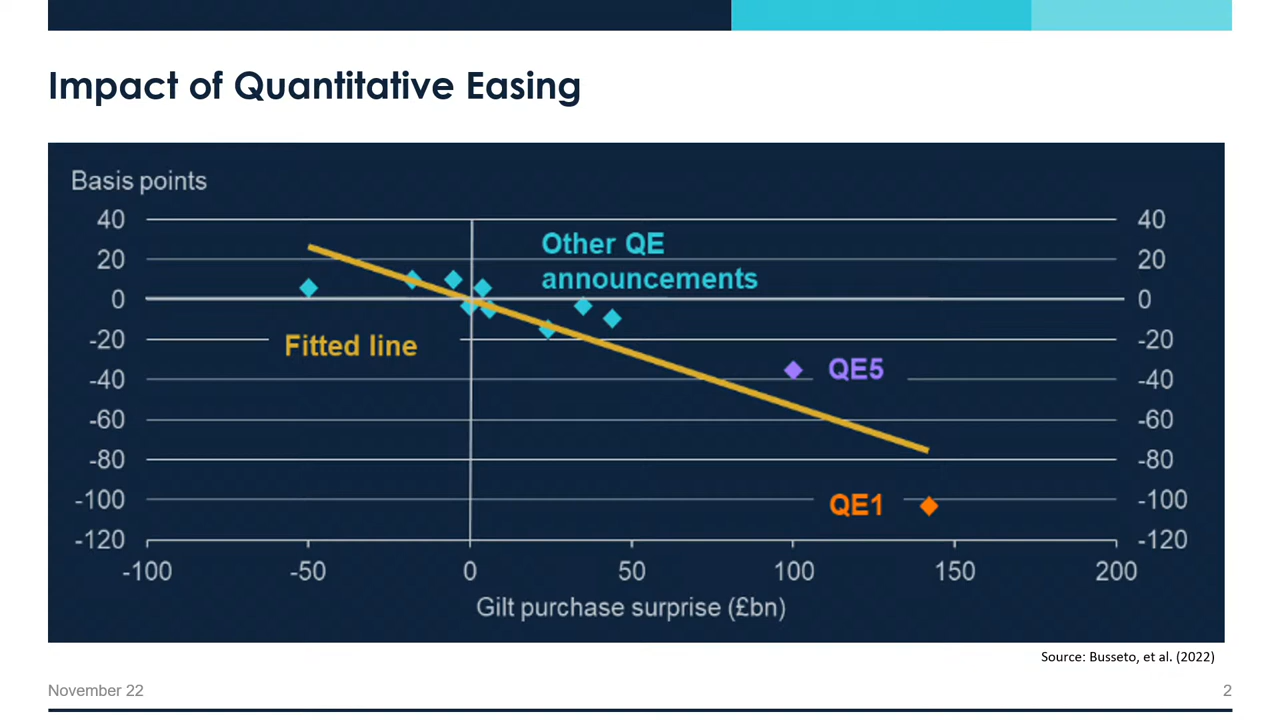 Impact of Quantitative Easing
Basis points
40
20
0
-20
-40
-60
-80
-100
-120
40
20
0
-20
-40
-60
-80
-100
-120
Other QE
announcements
Fitted line
QE5
QE1
-100
-50
0
50
100
150
200
Gilt purchase surprise (£bn)
Source: Busseto, et al. (2022)
November 22
2